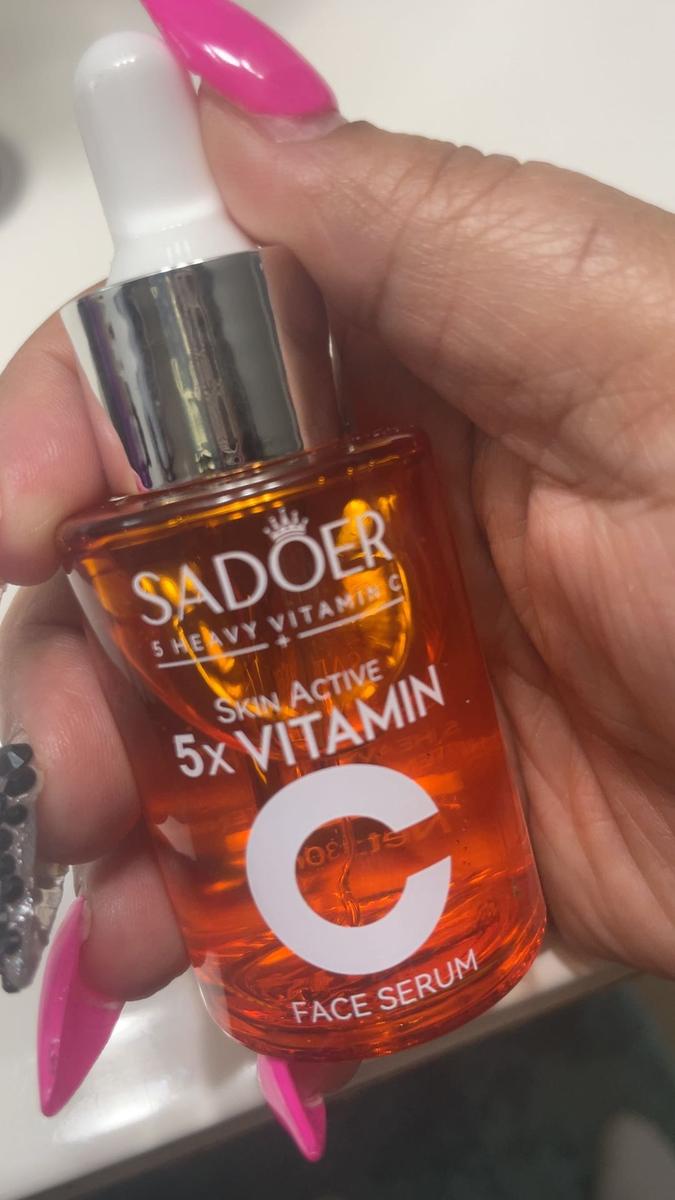 SADOER
5 HEAVY VITAMIN C
SKIN ACTIVE
5X VITAMIN
C
FACE SERUM